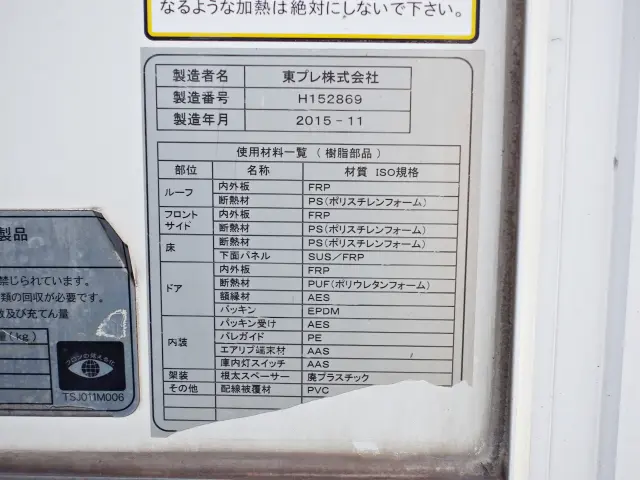 なるような加熱は絶対にしないで下さい。
製造者名 東プレ株式会社
製造番号 H152869
製造年月 2015-11
使用材料一覧（樹脂部品）
部位 名称 材質 ISO規格
ルーフ 内外板 FRP
断熱材 PS(ポリスチレンフォーム)
フロントサイド 内外板 FRP
断熱材 PS(ポリスチレンフォーム)
床 断熱材 PS(ポリスチレンフォーム)
下面パネル SUS／FRP
ドア 内外板 FRP
断熱材 PUF(ポリウレタンフォーム)
額縁材 AES
パッキン EPDM
内装 パッキン受け AES
バレガイド PE
エアリブ端末材 AAS
庫内灯スイッチ AAS
架装 根太スペーサー 廃プラスチック
その他 配線被覆材 PVC
製品
禁じられています。
類の回収が必要です。
数及び充てん量
(kg)
TSJ011M006